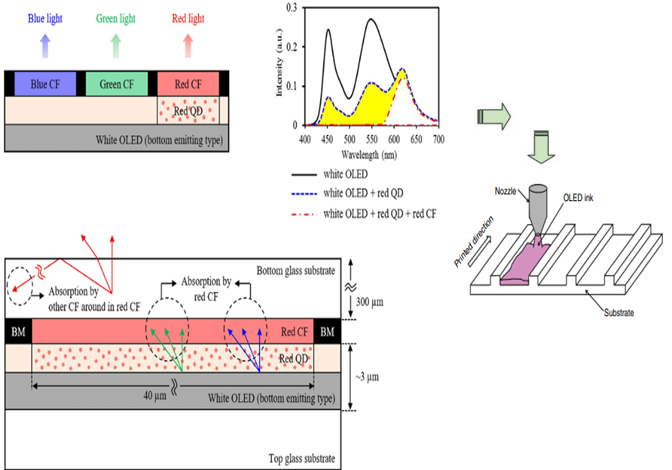 Blue light
Green light
Red light
Blue CF
Green CF
Red CF
Red QD
White OLED (bottom emitting type)
Intensity (a.u.)
0.3
0.2
0.1
0
400 450 500 550 600 650 700
Wavelength (nm)
white OLED
white OLED + red QD
white OLED + red QD + red CF
Nozzle
OLED ink
Printed direction
Substrate
Bottom glass substrate
Absorption by
other CF around in red CF
Absorption by
red CF
300 μm
BM
Red CF
BM
Red QD
~3 μm
40 μm
White OLED (bottom emitting type)
Top glass substrate